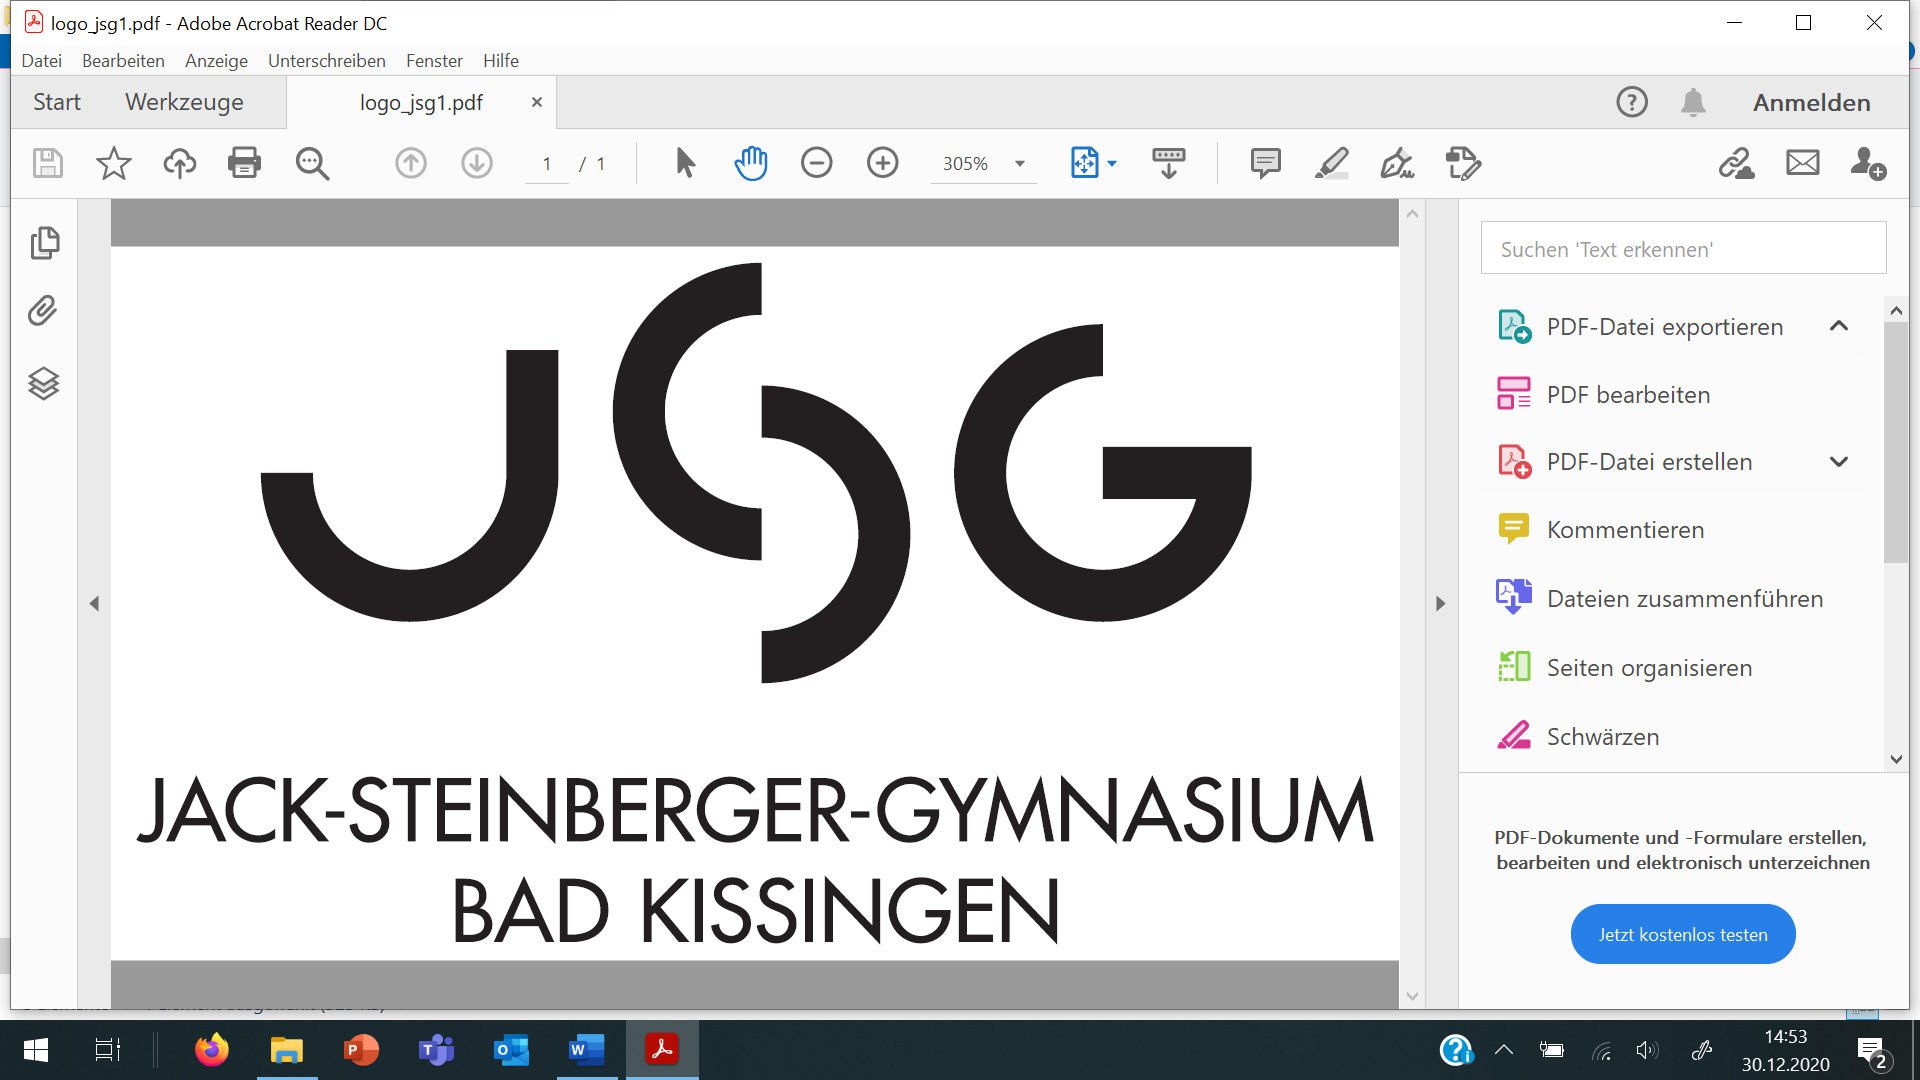 logo_jsg1.pdf - Adobe Acrobat Reader DC
Datei Bearbeiten Anzeige Unterschreiben Fenster Hilfe
Start Werkzeuge logo_jsg1.pdf Anmelden
1 / 1 305%
Suchen 'Text erkennen'
PDF-Datei exportieren
PDF bearbeiten
PDF-Datei erstellen
Kommentieren
Dateien zusammenführen
Seiten organisieren
Schwärzen
PDF-Dokumente und -Formulare erstellen,
bearbeiten und elektronisch unterzeichnen
Jetzt kostenlos testen
JSG
JACK-STEINBERGER-GYMNASIUM
BAD KISSINGEN
14:53
30.12.2020
2